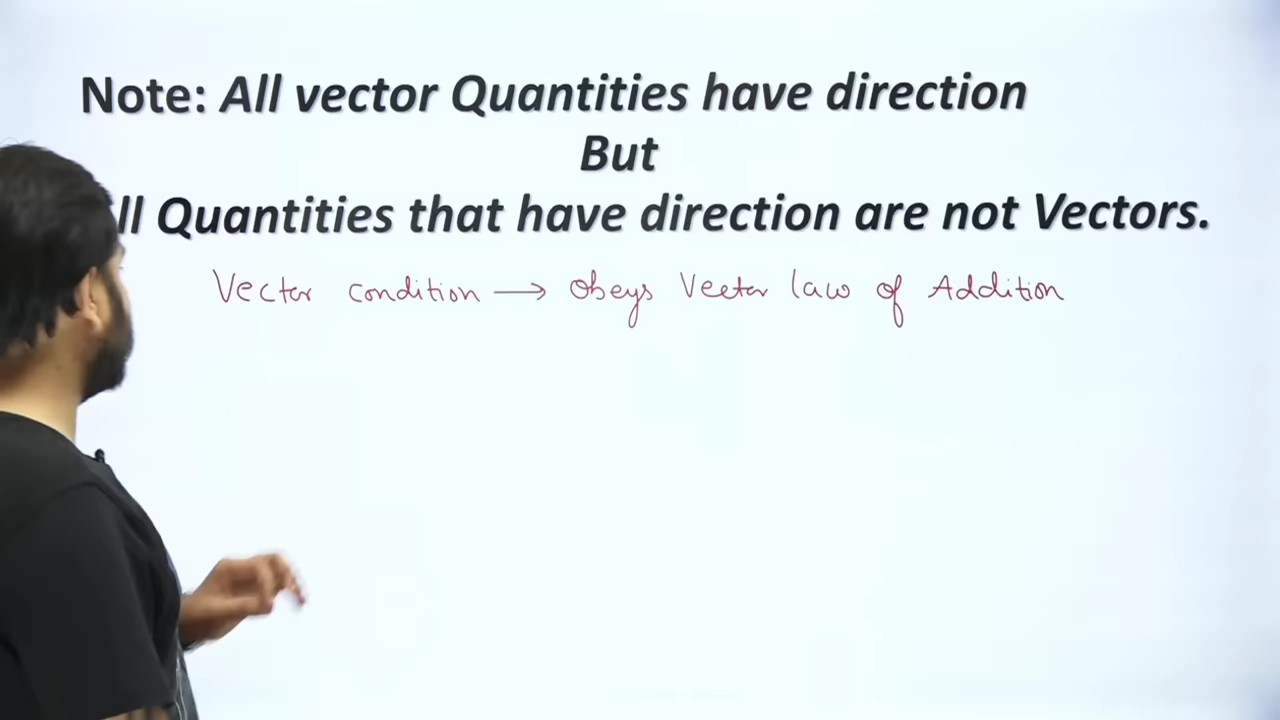 Note: All vector Quantities have direction
But
ll Quantities that have direction are not Vectors.
Vector condition → obeys Vector law of Addition